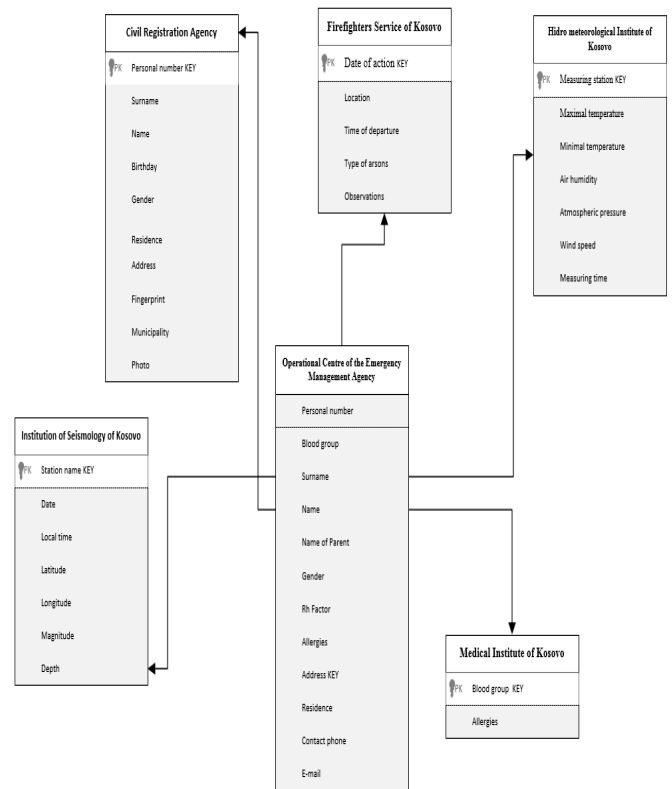 Civil Registration Agency
PK Personal number KEY
Surname
Name
Birthday
Gender
Residence
Address
Fingerprint
Municipality
Photo
Firefighters Service of Kosovo
PK Date of action KEY
Location
Time of departure
Type of arsons
Observations
Hidro meteorological Institute of
Kosovo
PK Measuring station KEY
Maximal temperature
Minimal temperature
Air humidity
Atmospheric pressure
Wind speed
Measuring time
Operational Centre of the Emergency
Management Agency
Personal number
Blood group
Surname
Name
Name of Parent
Gender
Rh Factor
Allergies
Address KEY
Residence
Contact phone
E-mail
Institution of Seismology of Kosovo
PK Station name KEY
Date
Local time
Latitude
Longitude
Magnitude
Depth
Medical Institute of Kosovo
PK Blood group KEY
Allergies